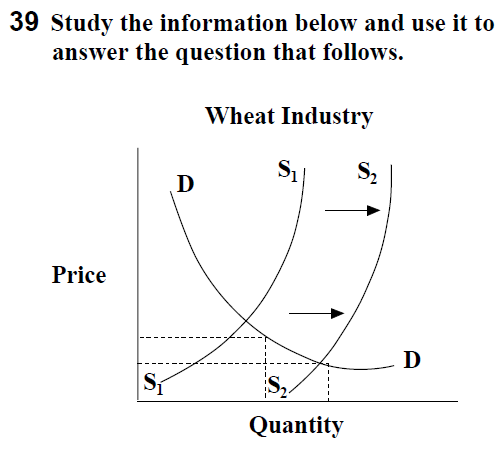 39 Study the information below and use it to
answer the question that follows.
Wheat Industry
D
S₁
S₂
Price
D
S₁
S₂
Quantity